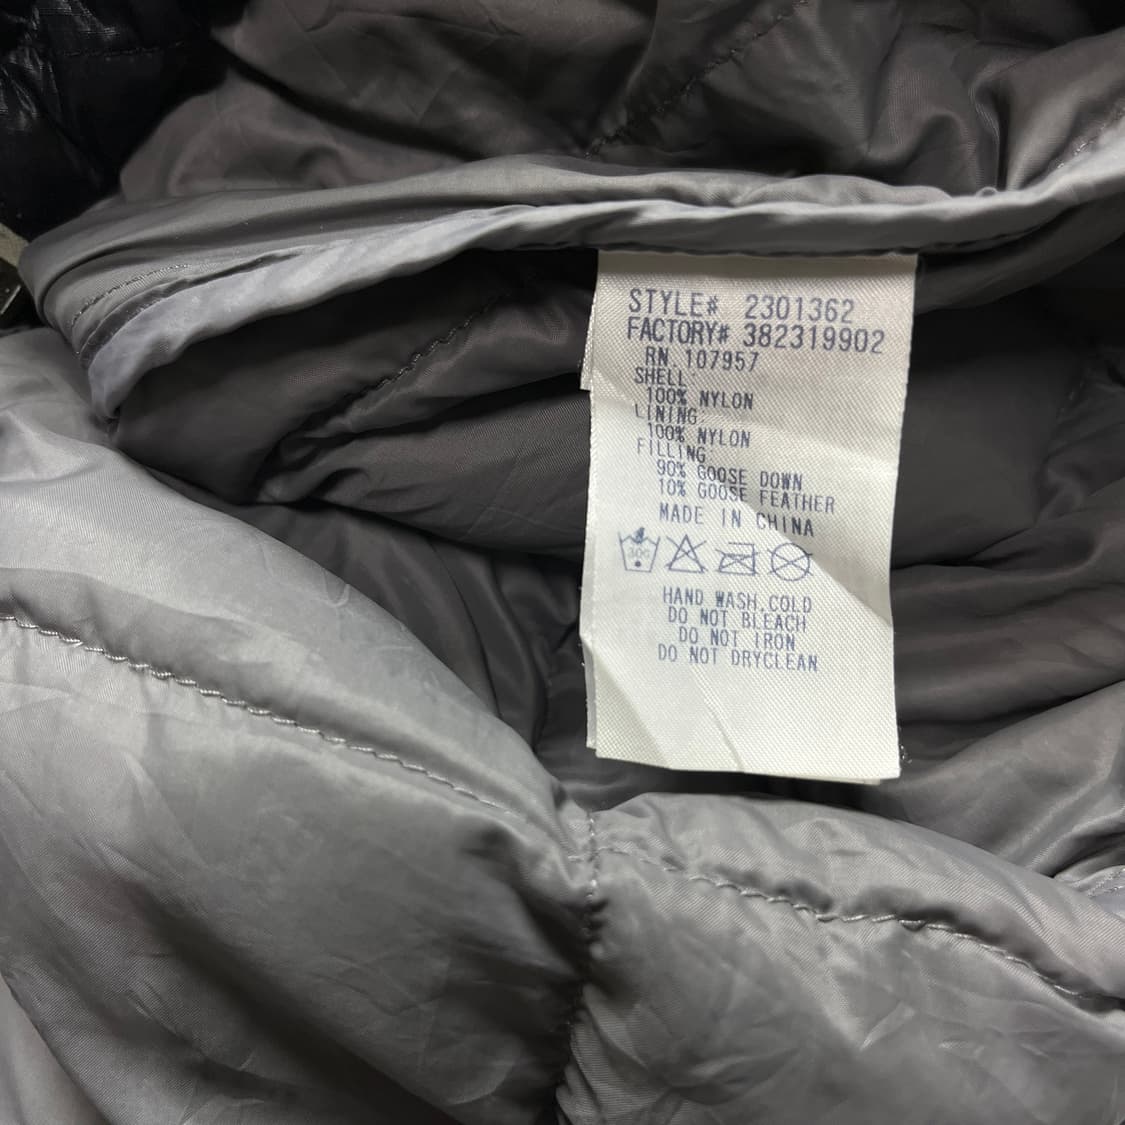 STYLE# 2301362
FACTORY# 382319902
RN 107957
SHELL:
100% NYLON
LINING:
100% NYLON
FILLING:
90% GOOSE DOWN
10% GOOSE FEATHER
MADE IN CHINA
30C
HAND WASH,COLD
DO NOT BLEACH
DO NOT IRON
DO NOT DRYCLEAN